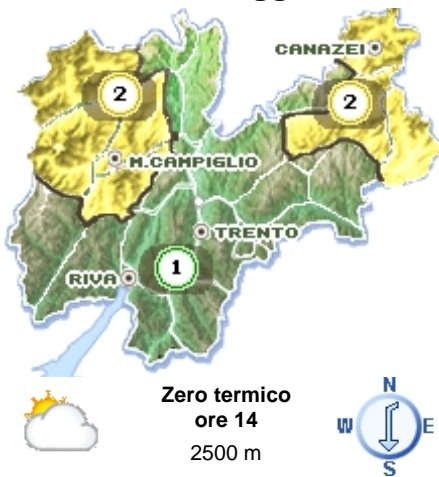 CANAZEI
2
2
M.CAMPIGLIO
TRENTO
1
RIVA
Zero termico
ore 14
2500 m
N
W E
S